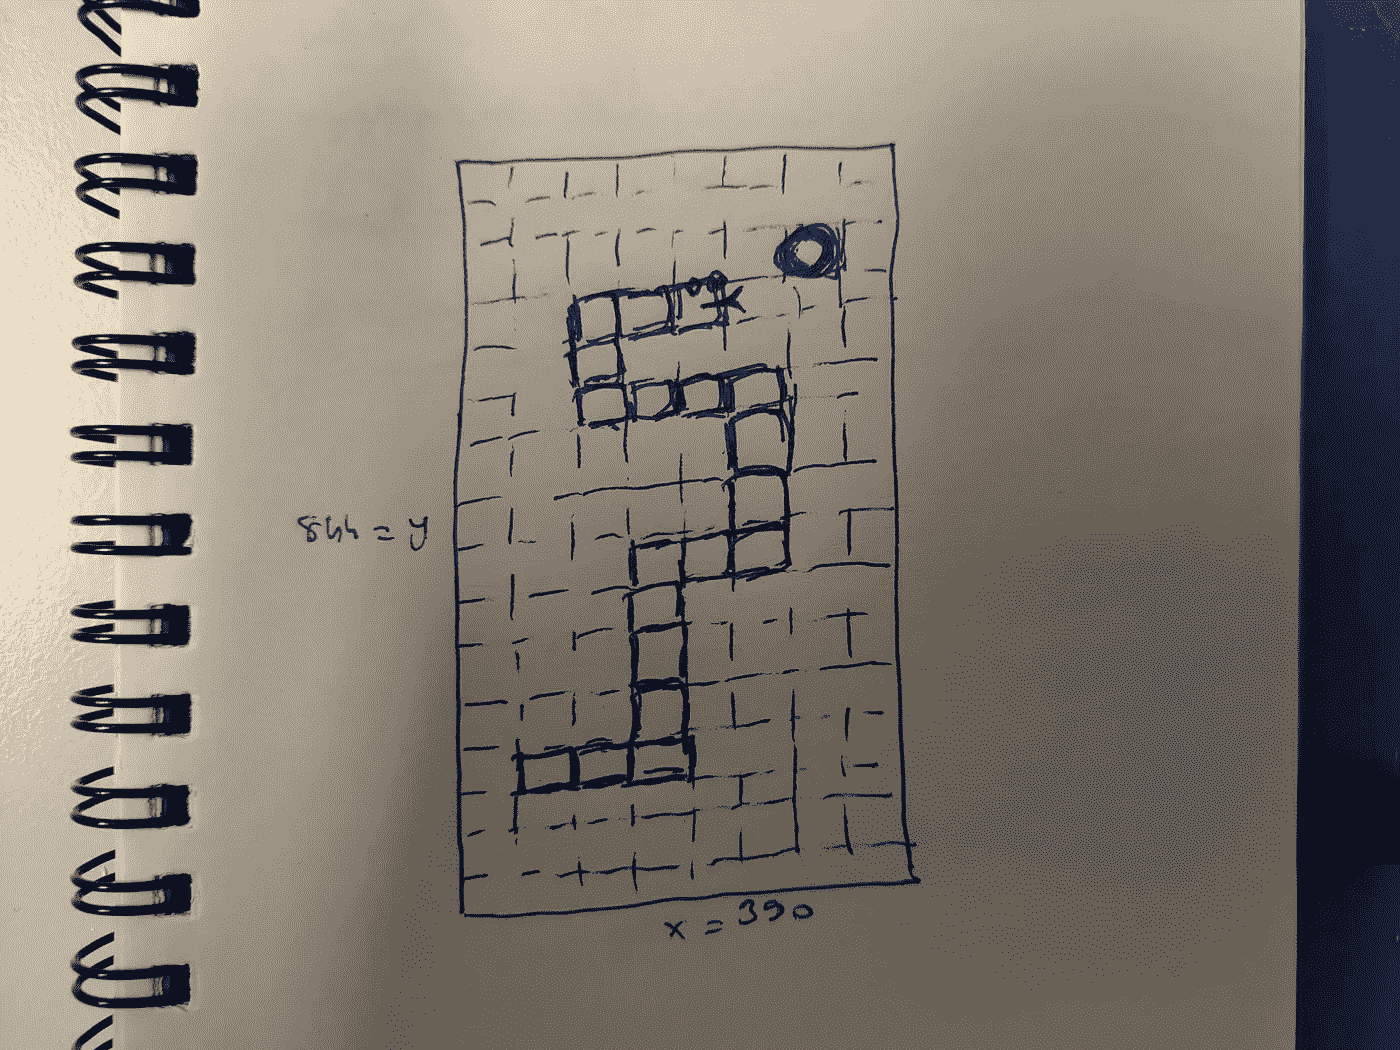 844 = y
x = 390